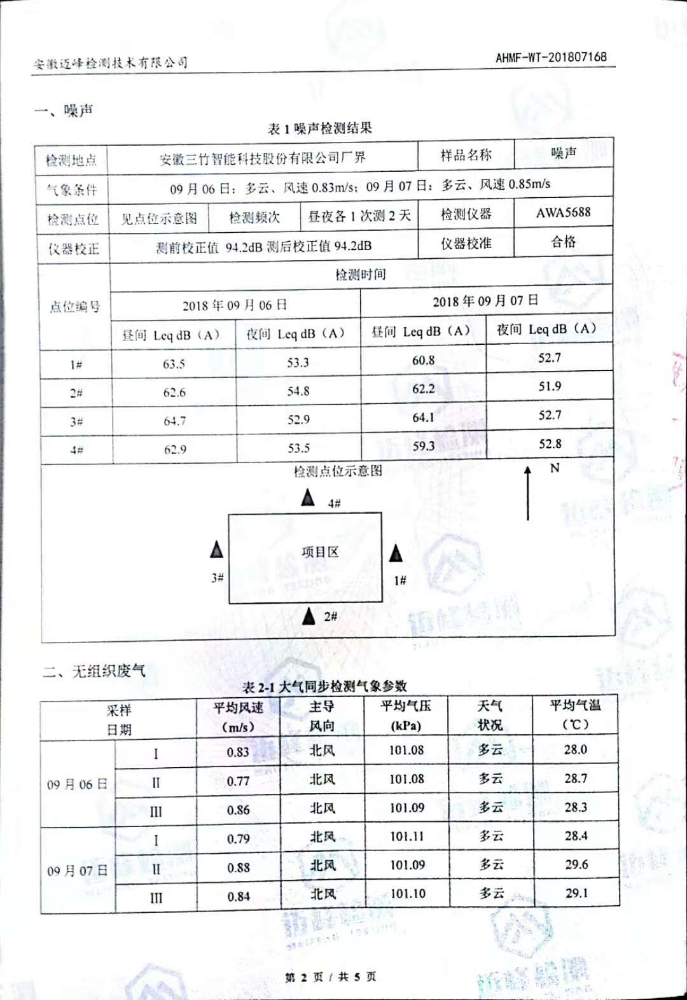 安徽迈峰检测技术有限公司 AHMF-WT-201807168
一、噪声
表 1 噪声检测结果
检测地点 安徽三竹智能科技股份有限公司厂界 样品名称 噪声
气象条件 09 月 06 日：多云、风速 0.83m/s；09 月 07 日：多云、风速 0.85m/s
检测点位 见点位示意图 检测频次 昼夜各 1 次测 2 天 检测仪器 AWA5688
仪器校正 测前校正值 94.2dB 测后校正值 94.2dB 仪器校准 合格
点位编号 检测时间
2018 年 09 月 06 日 2018 年 09 月 07 日
昼间 Leq dB（A） 夜间 Leq dB（A） 昼间 Leq dB（A） 夜间 Leq dB（A）
1# 63.5 53.3 60.8 52.7
2# 62.6 54.8 62.2 51.9
3# 64.7 52.9 64.1 52.7
4# 62.9 53.5 59.3 52.8
检测点位示意图 N
4#
项目区
3# 1#
2#
二、无组织废气
表 2-1 大气同步检测气象参数
采样 平均风速 主导 平均气压 天气 平均气温
日期 （m/s） 风向 (kPa) 状况 （℃）
09 月 06 日 I 0.83 北风 101.08 多云 28.0
II 0.77 北风 101.08 多云 28.7
III 0.86 北风 101.09 多云 28.3
09 月 07 日 I 0.79 北风 101.11 多云 28.4
II 0.88 北风 101.09 多云 29.6
III 0.84 北风 101.10 多云 29.1
第 2 页 / 共 5 页